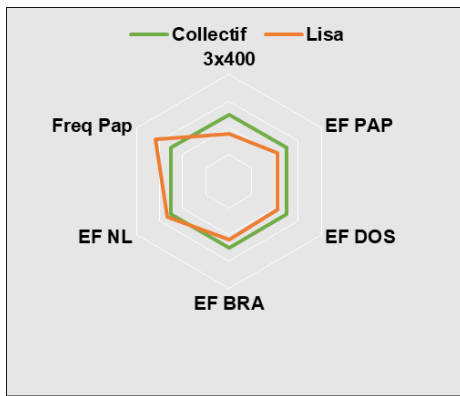 Collectif Lisa
3x400
Freq Pap EF PAP
EF NL EF DOS
EF BRA